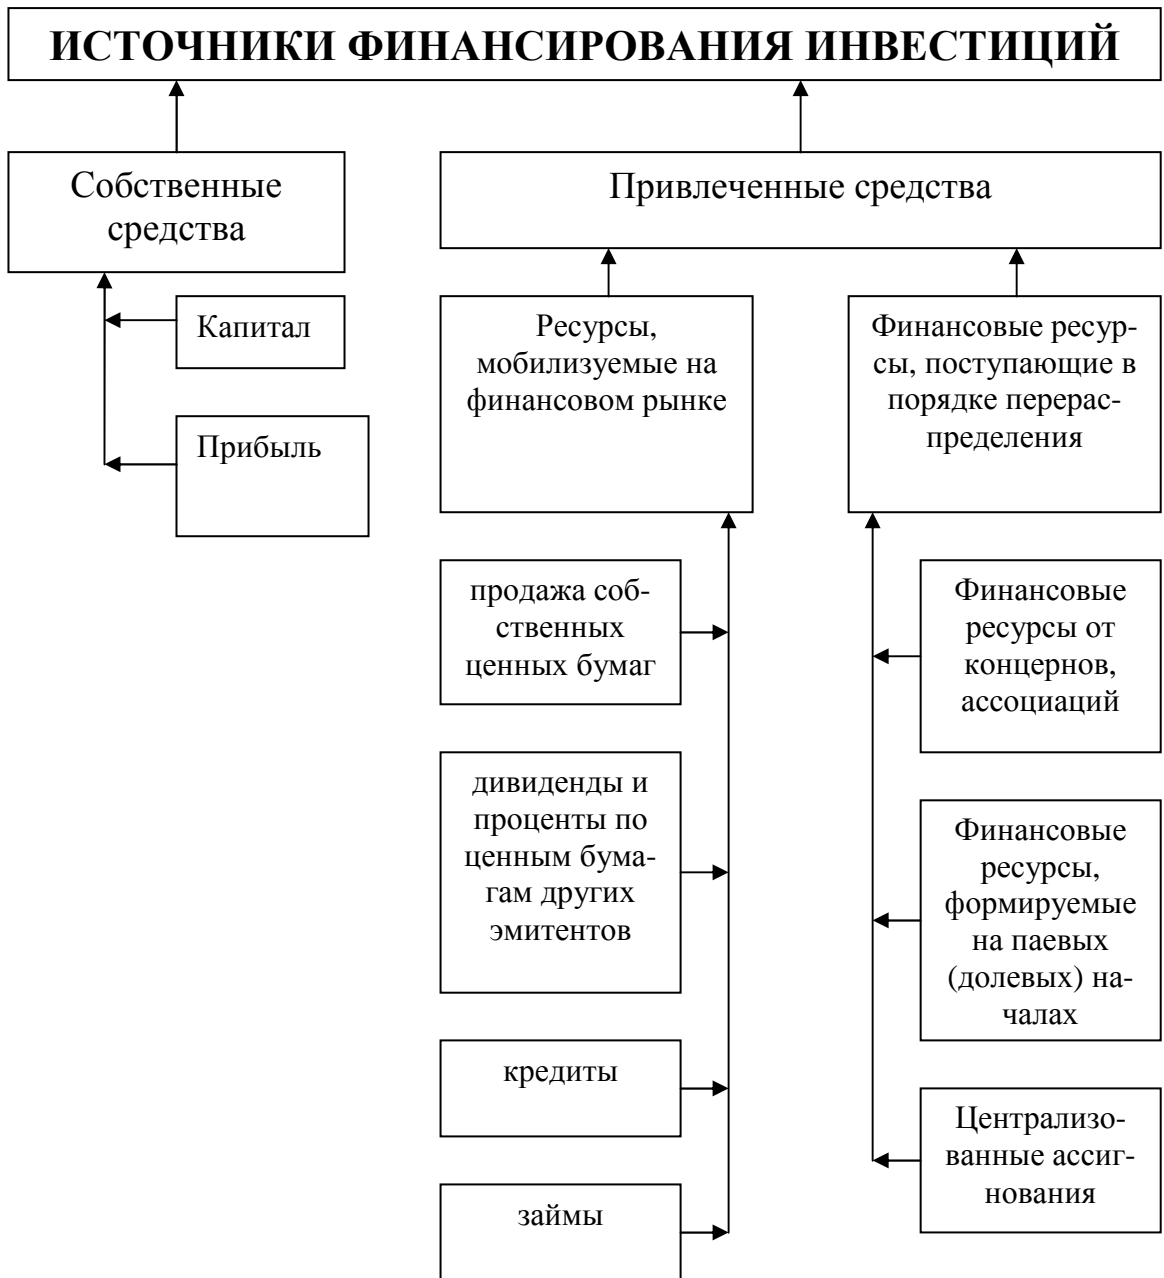 ИСТОЧНИКИ ФИНАНСИРОВАНИЯ ИНВЕСТИЦИЙ
Собственные
средства
Капитал
Прибыль
Привлеченные средства
Ресурсы,
мобилизуемые на
финансовом рынке
продажа соб-
ственных
ценных бумаг
дивиденды и
проценты по
ценным бума-
гам других
эмитентов
кредиты
займы
Финансовые ресур-
сы, поступающие в
порядке перерас-
пределения
Финансовые
ресурсы от
концернов,
ассоциаций
Финансовые
ресурсы,
формируемые
на паевых
(долевых) на-
чалах
Централизо-
ванные ассиг-
нования